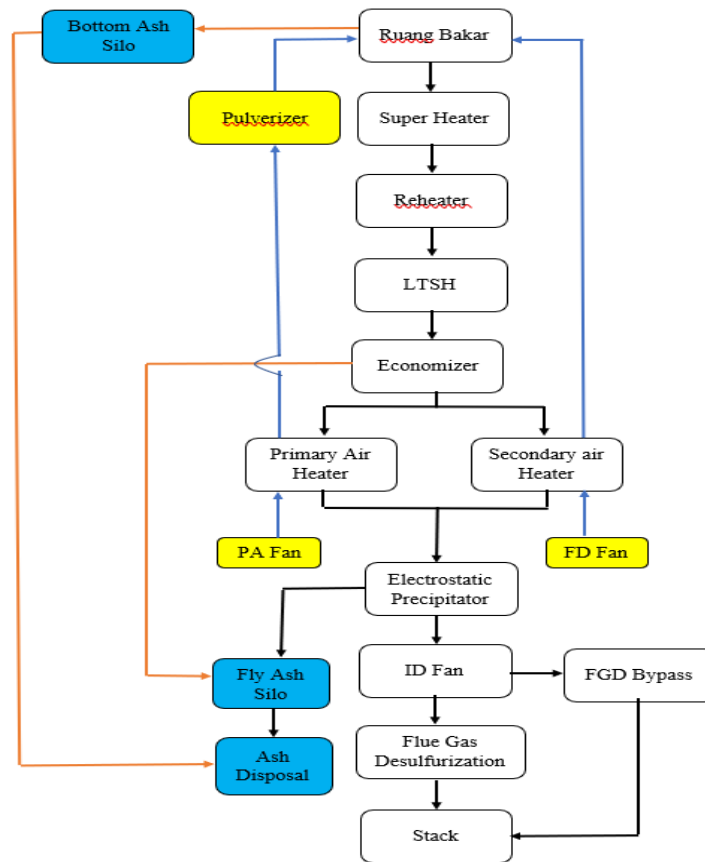 Bottom Ash
Silo
Ruang Bakar
Pulverizer
Super Heater
Reheater
LTSH
Economizer
Primary Air
Heater
Secondary air
Heater
PA Fan
FD Fan
Electrostatic
Precipitator
Fly Ash
Silo
ID Fan
FGD Bypass
Ash
Disposal
Flue Gas
Desulfurization
Stack